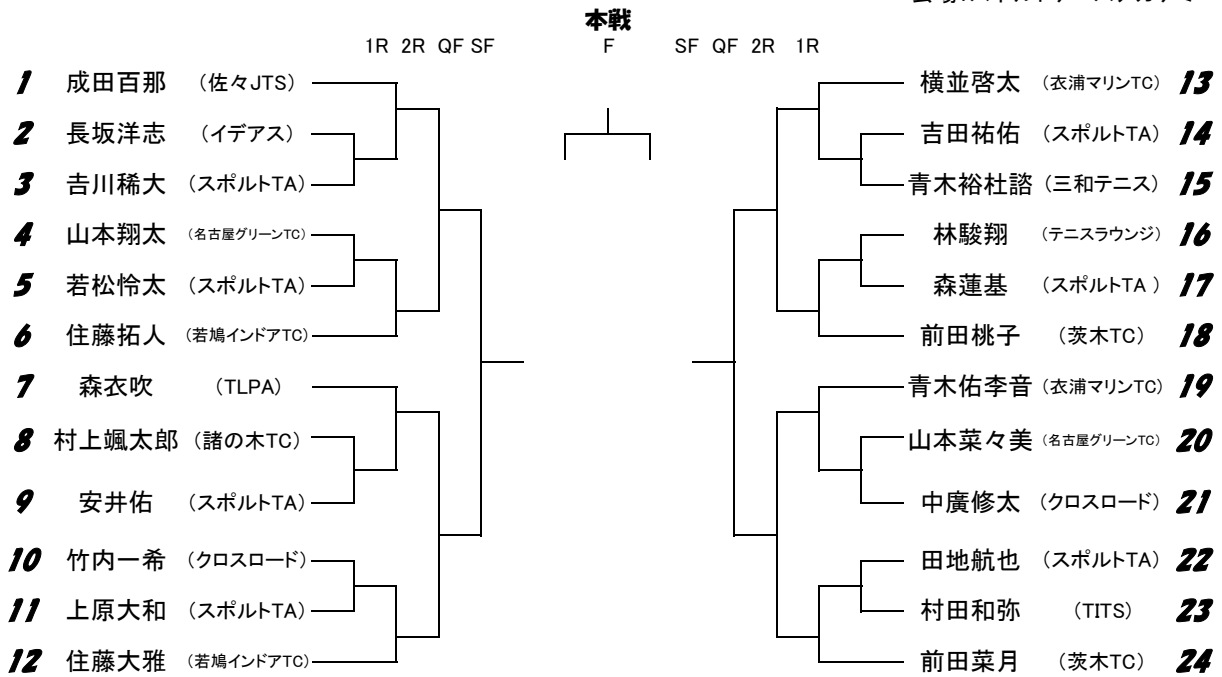 本戦
1R 2R QF SF F SF QF 2R 1R
1 成田百那 (佐々JTS)
2 長坂洋志 (イデアス)
3 吉川稀大 (スポルトTA)
4 山本翔太 (名古屋グリーンTC)
5 若松怜太 (スポルトTA)
6 住藤拓人 (若鳩インドアTC)
7 森衣吹 (TLPA)
8 村上颯太郎 (諸の木TC)
9 安井佑 (スポルトTA)
10 竹内一希 (クロスロード)
11 上原大和 (スポルトTA)
12 住藤大雅 (若鳩インドアTC)
横並啓太 (衣浦マリンTC) 13
吉田祐佑 (スポルトTA) 14
青木裕杜諮 (三和テニス) 15
林駿翔 (テニスラウンジ) 16
森蓮基 (スポルトTA ) 17
前田桃子 (茨木TC) 18
青木佑李音 (衣浦マリンTC) 19
山本菜々美 (名古屋グリーンTC) 20
中廣修太 (クロスロード) 21
田地航也 (スポルトTA) 22
村田和弥 (TITS) 23
前田菜月 (茨木TC) 24